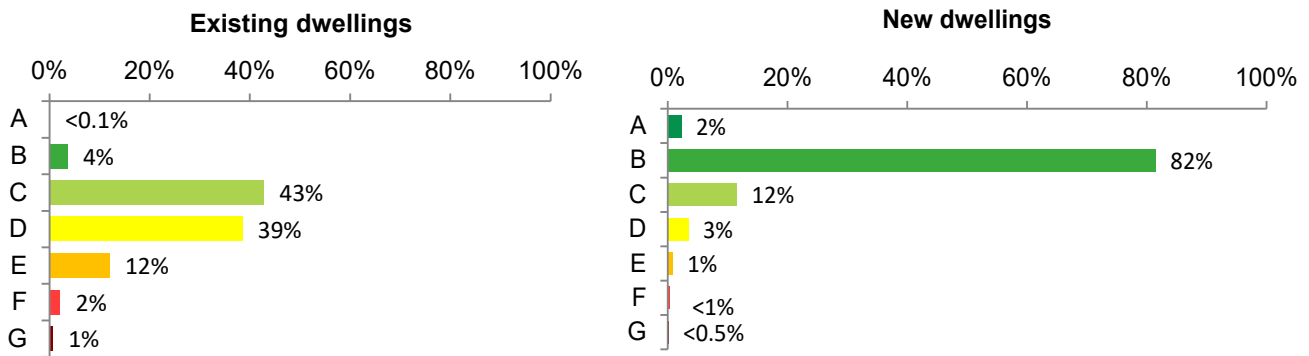 Existing dwellings
0% 20% 40% 60% 80% 100%
A <0.1%
B 4%
C 43%
D 39%
E 12%
F 2%
G 1%
New dwellings
0% 20% 40% 60% 80% 100%
A 2%
B 82%
C 12%
D 3%
E 1%
F <1%
G <0.5%